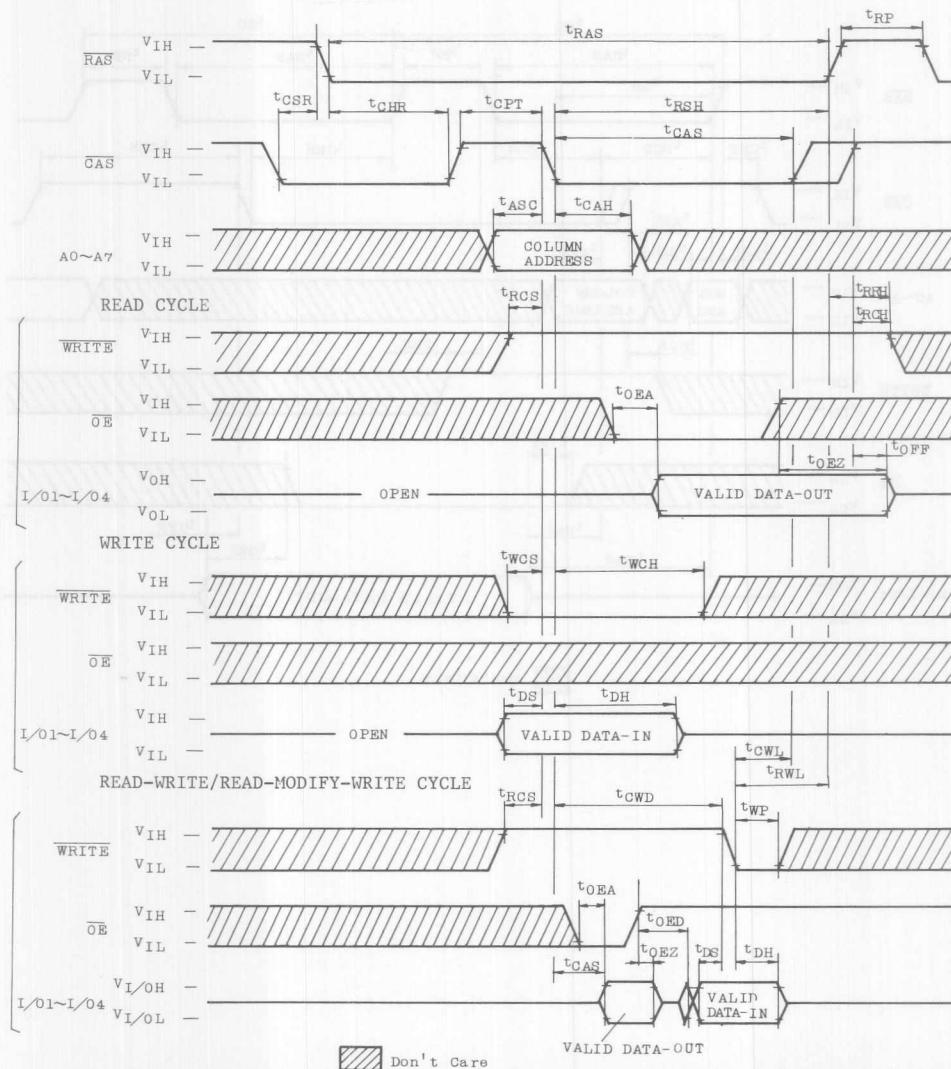 tRP
tRAS
RAS VIH
VIL
tCSR tCHR tCPT tRSH
tCAS
CAS VIH
VIL
tASC tCAH
A0~A7 VIH
VIL
COLUMN
ADDRESS
READ CYCLE
tRCS tRRH
tRCH
WRITE VIH
VIL
tOEA
OE VIH
VIL
tOFF
tOEZ
I/O1~I/O4 VOH
VOL
OPEN VALID DATA-OUT
WRITE CYCLE
tWCS tWCH
WRITE VIH
VIL
OE VIH
VIL
tDS tDH
I/O1~I/O4 VIH
VIL
OPEN VALID DATA-IN
tCWL
tRWL
READ-WRITE/READ-MODIFY-WRITE CYCLE
tRCS tCWD tWP
WRITE VIH
VIL
tOEA tOED
OE VIH
VIL
tCAS tOEZ tDS tDH
I/O1~I/O4 VI/OH
VI/OL
VALID
DATA-IN
VALID DATA-OUT
Don't Care